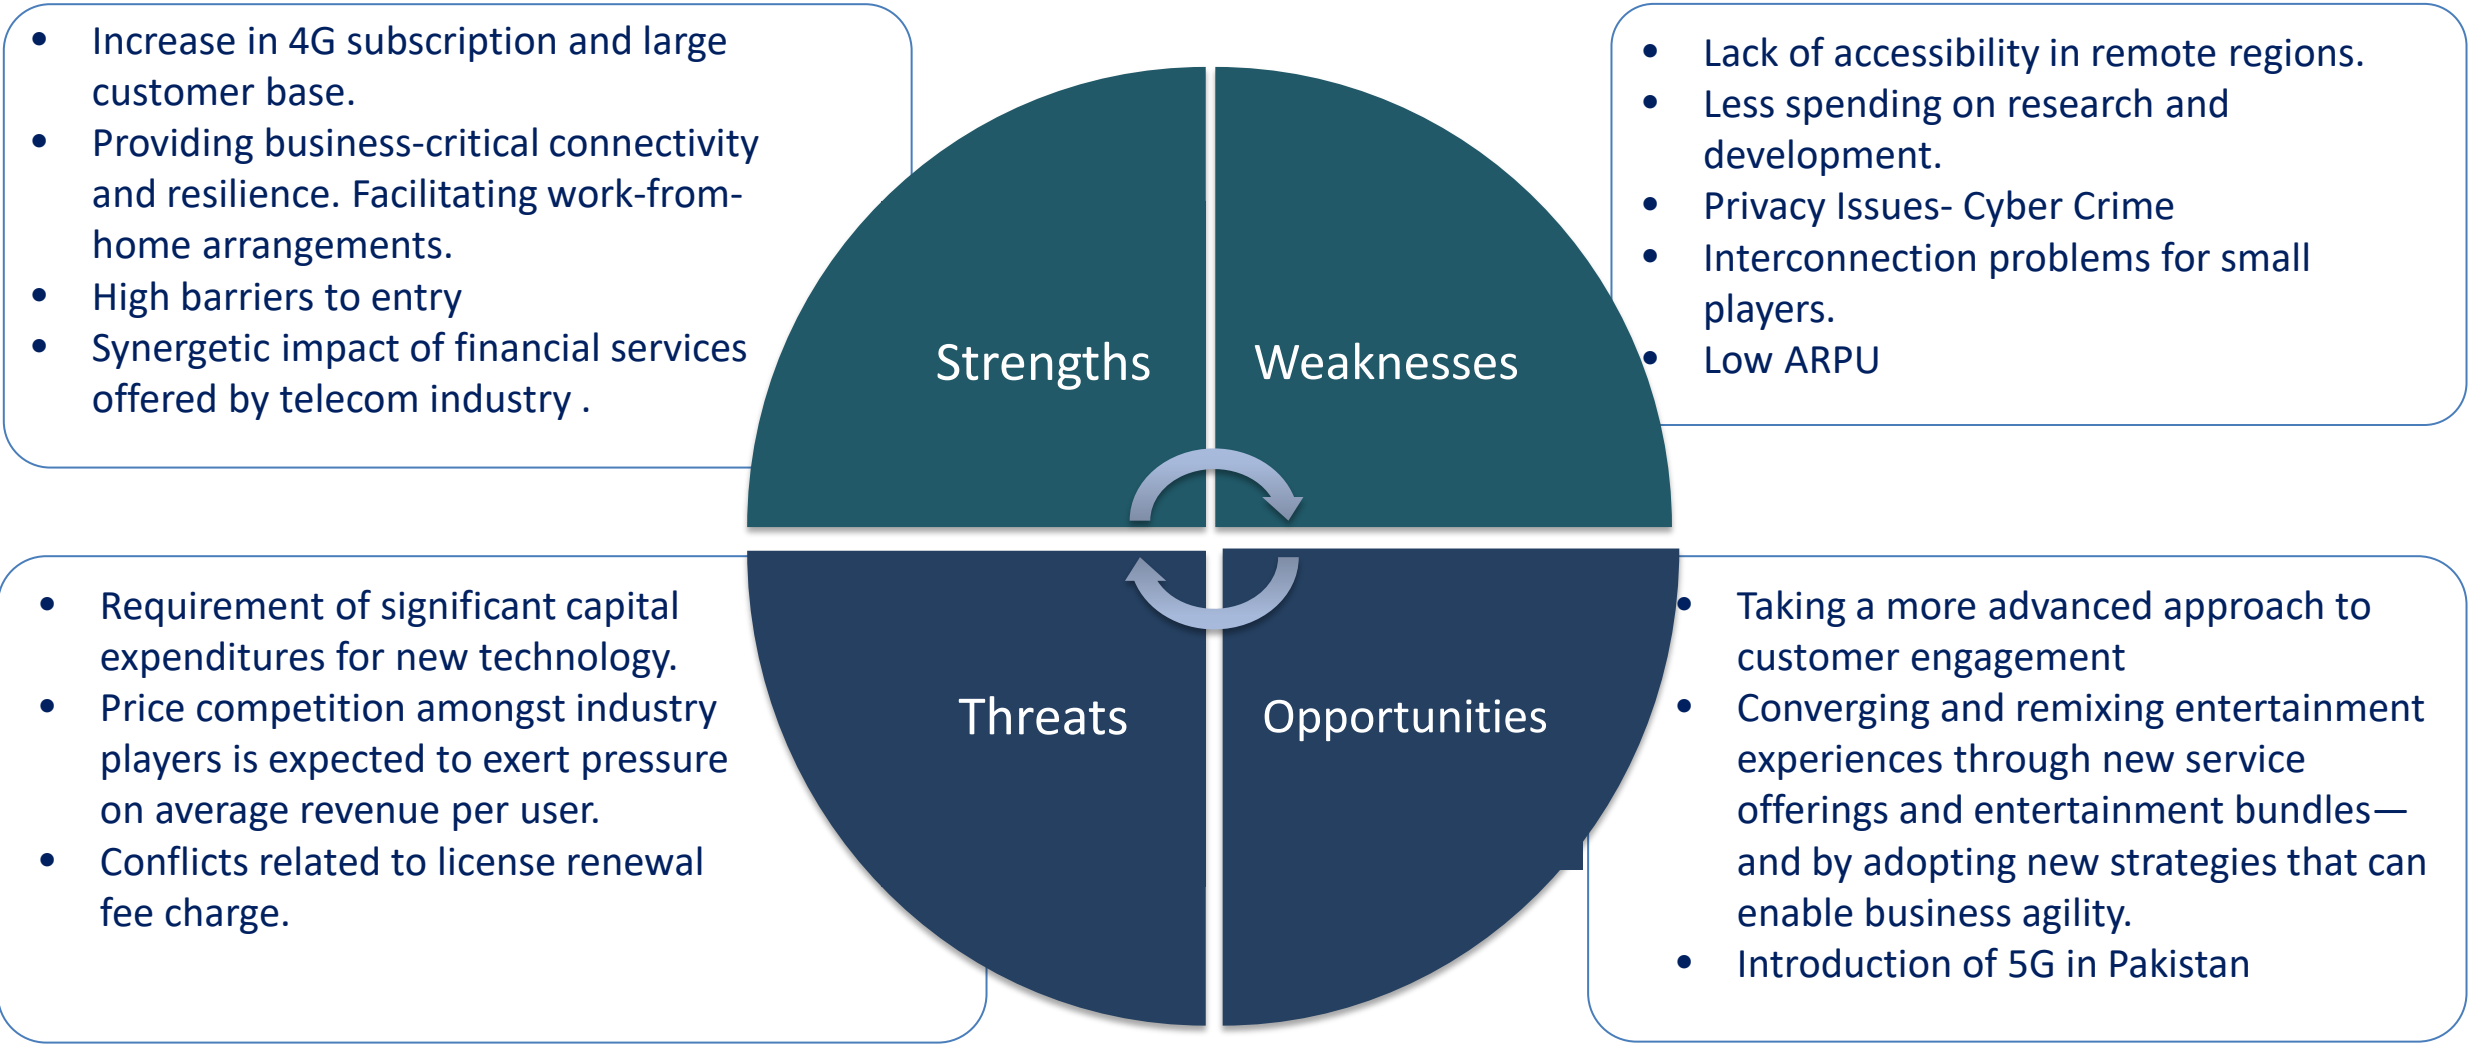 • Increase in 4G subscription and large
customer base.
• Providing business-critical connectivity
and resilience. Facilitating work-from-
home arrangements.
• High barriers to entry
• Synergetic impact of financial services
offered by telecom industry .
Strengths
Weaknesses
• Lack of accessibility in remote regions.
• Less spending on research and
development.
• Privacy Issues- Cyber Crime
• Interconnection problems for small
players.
• Low ARPU
• Requirement of significant capital
expenditures for new technology.
• Price competition amongst industry
players is expected to exert pressure
on average revenue per user.
• Conflicts related to license renewal
fee charge.
Threats
Opportunities
• Taking a more advanced approach to
customer engagement
• Converging and remixing entertainment
experiences through new service
offerings and entertainment bundles—
and by adopting new strategies that can
enable business agility.
• Introduction of 5G in Pakistan